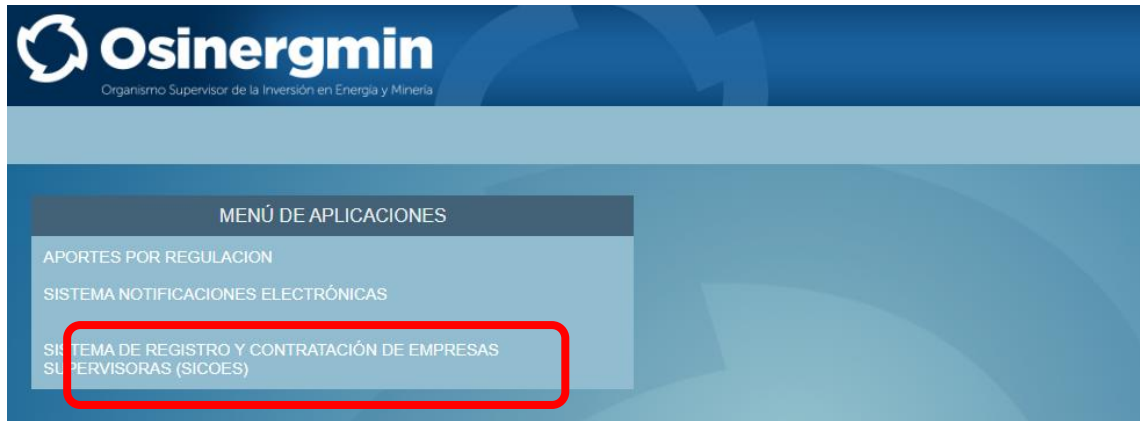 Osinergmin
Organismo Supervisor de la Inversión en Energía y Minería
MENÚ DE APLICACIONES
APORTES POR REGULACION
SISTEMA NOTIFICACIONES ELECTRÓNICAS
SISTEMA DE REGISTRO Y CONTRATACIÓN DE EMPRESAS
SUPERVISORAS (SICOES)